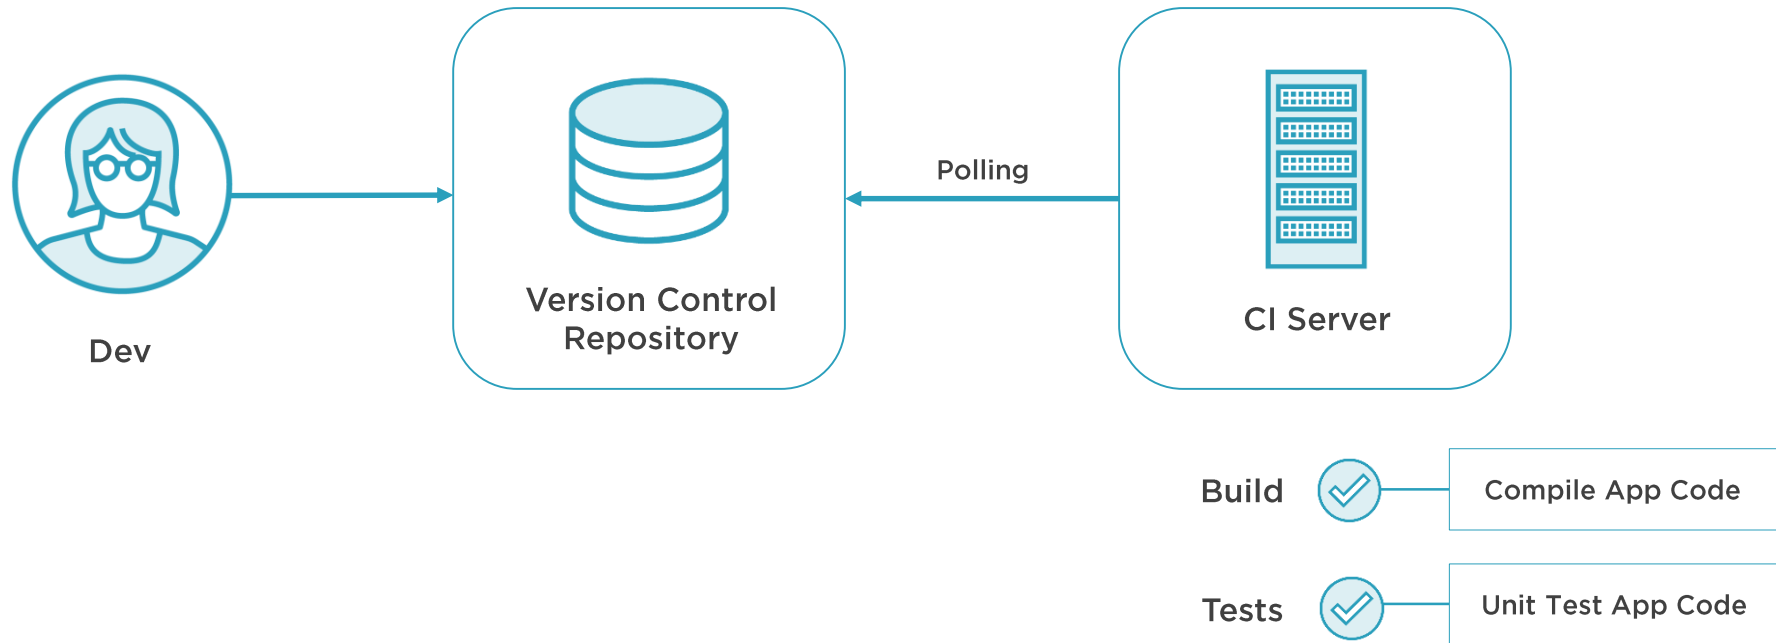 Dev
Version Control
Repository
Polling
CI Server
Build
Compile App Code
Tests
Unit Test App Code